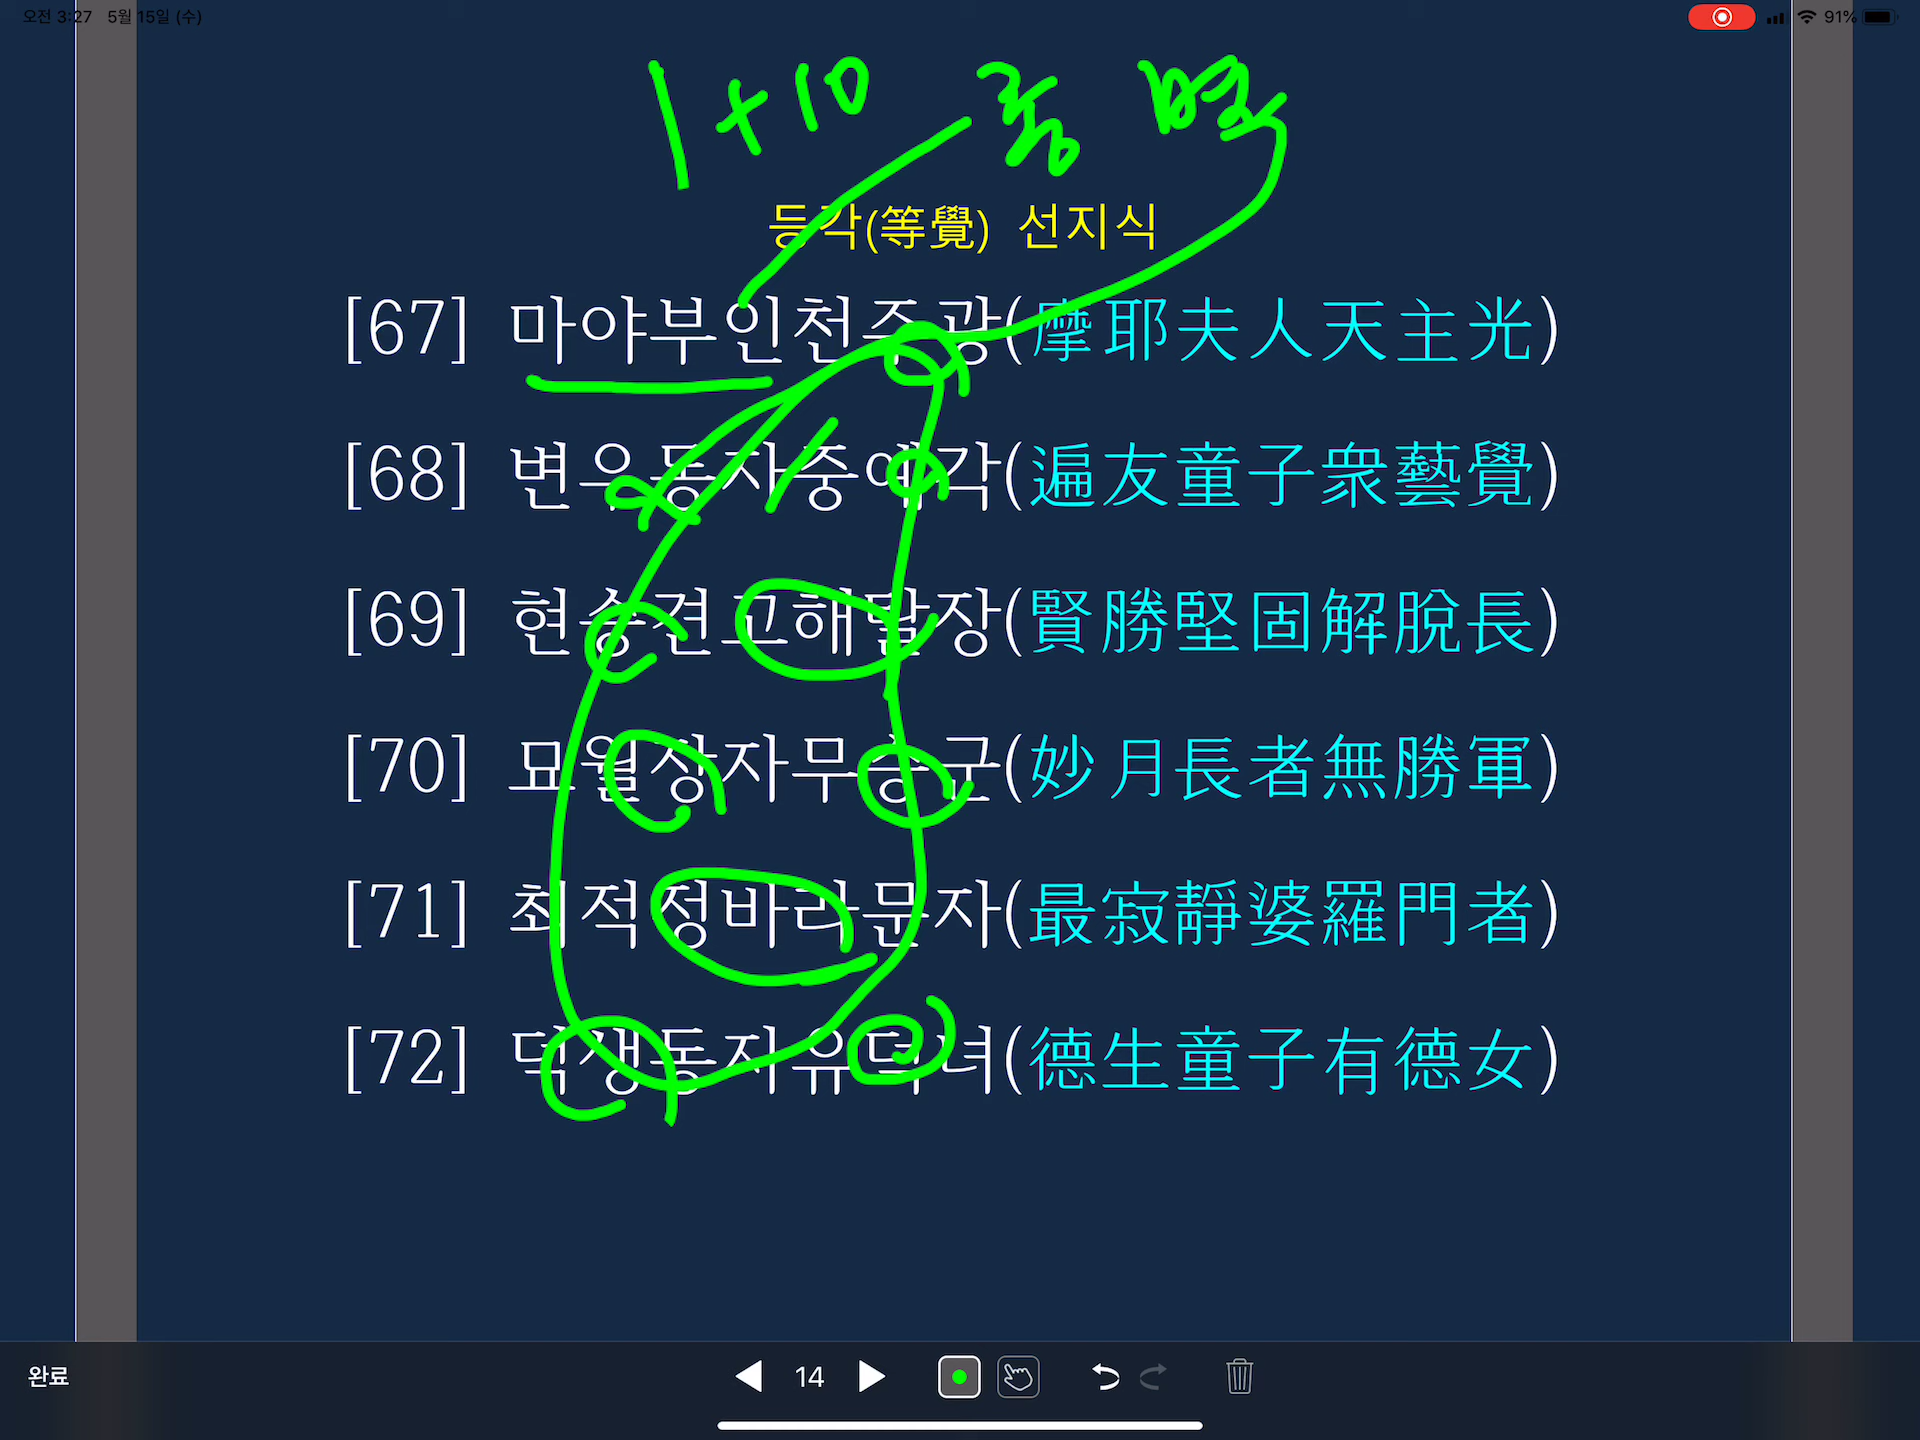 오전 3:27 5월 15일 (수) 91%
1+10
등각(等覺) 선지식
[67] 마야부인천주광(摩耶夫人天主光)
[68] 변우동자중예각(遍友童子衆藝覺)
[69] 현승견고해탈장(賢勝堅固解脫長)
[70] 묘월장자무승군(妙月長者無勝軍)
[71] 최적정바라문자(最寂靜婆羅門者)
[72] 덕생동자유덕녀(德生童子有德女)
완료 14